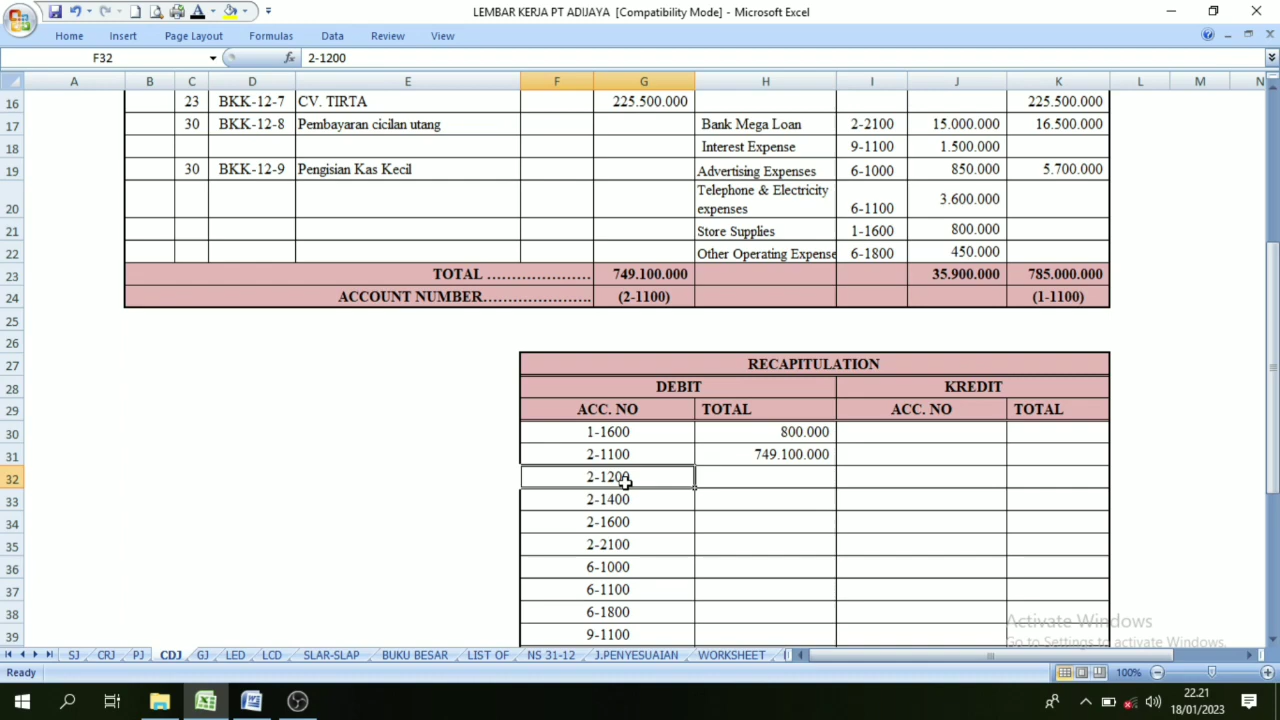 LEMBAR KERJA PT ADIJAYA [Compatibility Mode] - Microsoft Excel
Home Insert Page Layout Formulas Data Review View
F32 fx 2-1200
A B C D E F G H I J K L M N
16 23 BKK-12-7 CV. TIRTA 225.500.000 225.500.000
17 30 BKK-12-8 Pembayaran cicilan utang Bank Mega Loan 2-2100 15.000.000 16.500.000
18 Interest Expense 9-1100 1.500.000
19 30 BKK-12-9 Pengisian Kas Kecil Advertising Expenses 6-1000 850.000 5.700.000
Telephone & Electricity
20 expenses 6-1100 3.600.000
21 Store Supplies 1-1600 800.000
22 Other Operating Expense 6-1800 450.000
23 TOTAL …………………. 749.100.000 35.900.000 785.000.000
24 ACCOUNT NUMBER…………………. (2-1100) (1-1100)
25
26
27 RECAPITULATION
28 DEBIT KREDIT
29 ACC. NO TOTAL ACC. NO TOTAL
30 1-1600 800.000
31 2-1100 749.100.000
32 2-1200
33 2-1400
34 2-1600
35 2-2100
36 6-1000
37 6-1100
38 6-1800
39 9-1100
Activate Windows
Go to Settings to activate Windows.
SJ CRJ PJ CDJ GJ LED LCD SLAR-SLAP BUKU BESAR LIST OF NS 31-12 J.PENYESUAIAN WORKSHEET
Ready 100%
22.21
18/01/2023